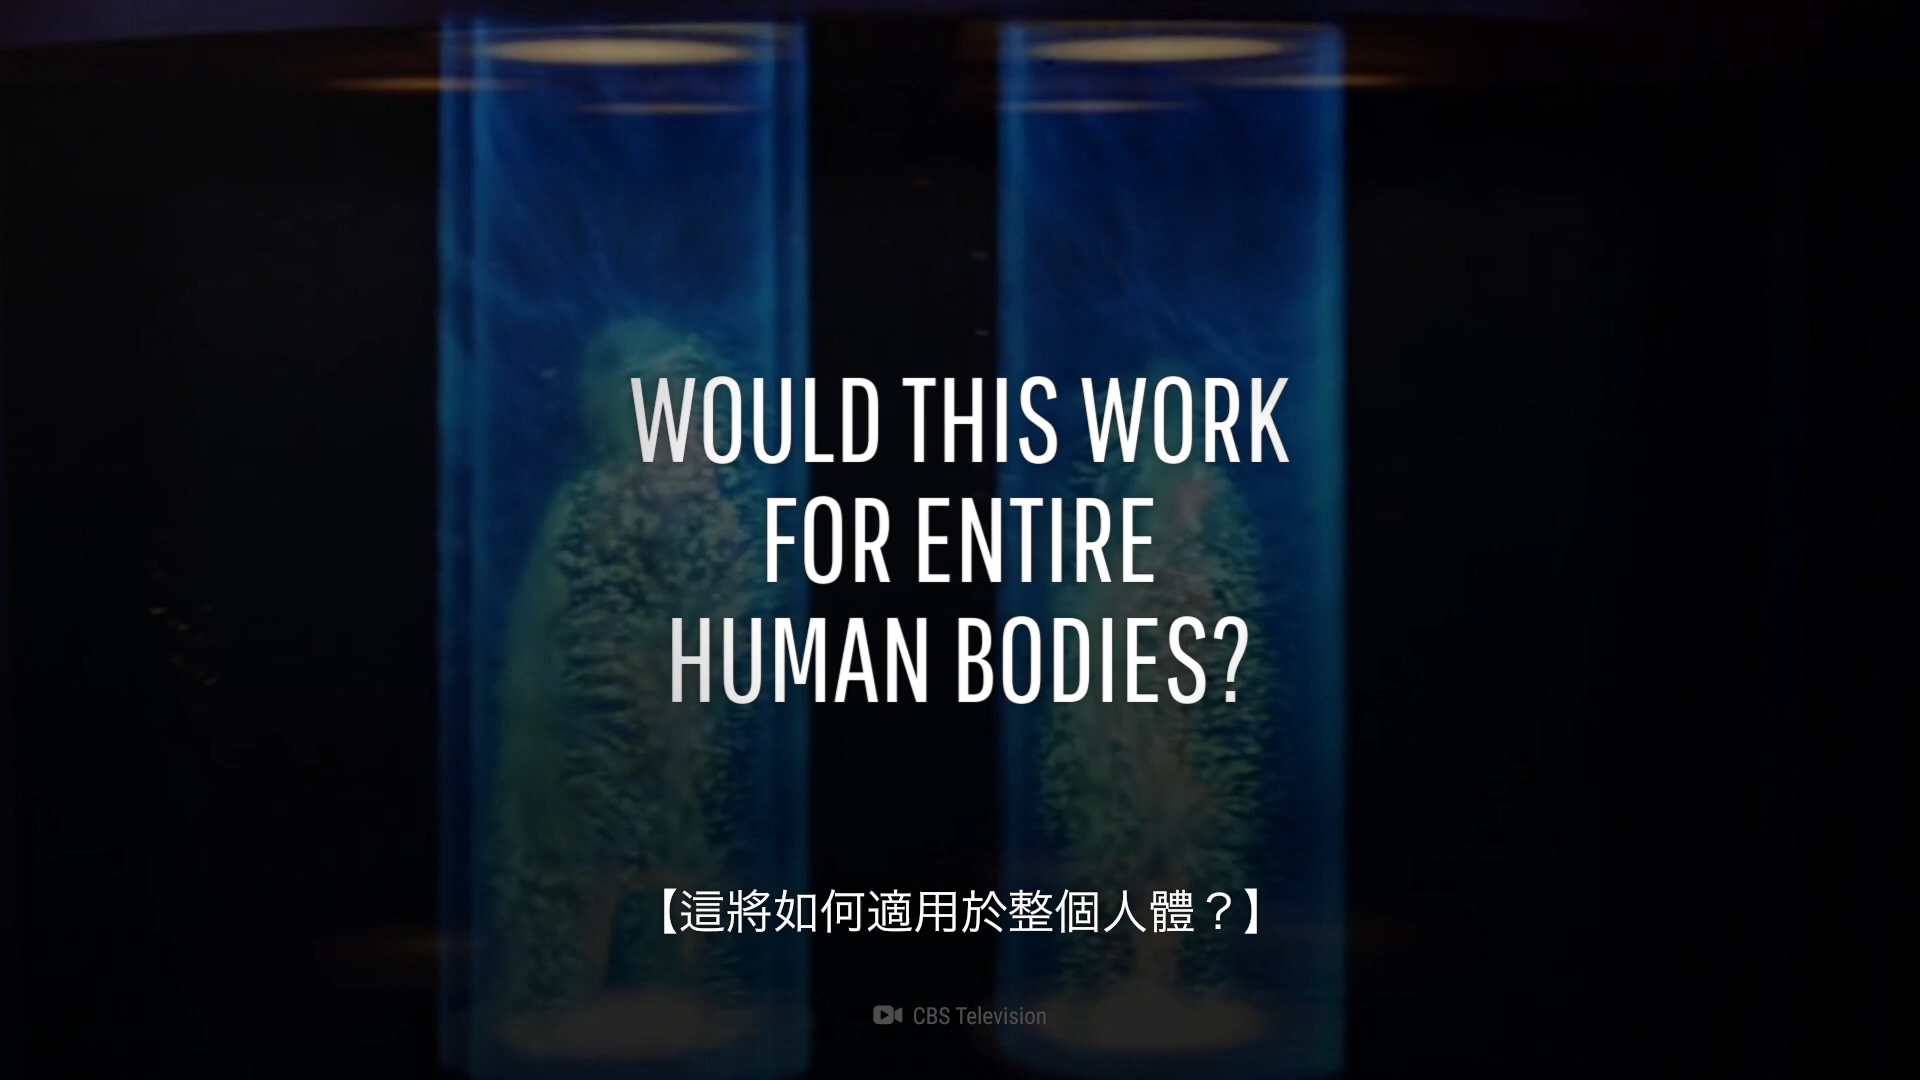 WOULD THIS WORK
FOR ENTIRE
HUMAN BODIES?
【這將如何適用於整個人體？】
CBS Television